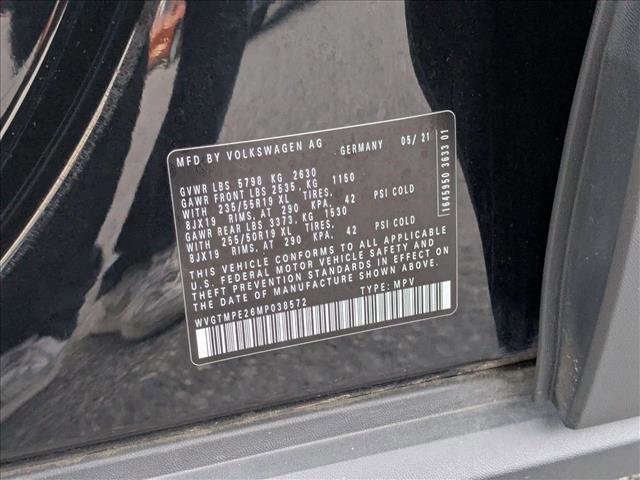 MFD BY VOLKSWAGEN AG GERMANY 05/21
GVWR LBS 5798 KG 2630
GAWR FRONT LBS 2535, KG 1150
WITH 235/55R19 XL TIRES,
8JX19 RIMS, AT 290 KPA, 42 PSI COLD
GAWR REAR LBS 3373, KG 1530
WITH 255/50R19 XL TIRES,
8JX19 RIMS, AT 290 KPA, 42 PSI COLD
THIS VEHICLE CONFORMS TO ALL APPLICABLE
U.S. FEDERAL MOTOR VEHICLE SAFETY AND
THEFT PREVENTION STANDARDS IN EFFECT ON
THE DATE OF MANUFACTURE SHOWN ABOVE.
WVGTMPE26MP038572 TYPE: MPV
1645950 3633 01